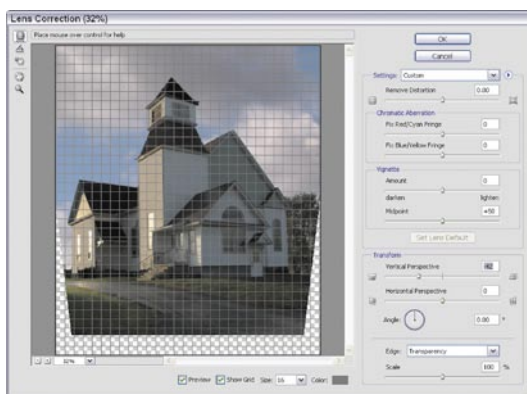 Lens Correction (32%)
Place mouse over control for help
OK
Cancel
Settings: Custom
Remove Distortion 0.00
Chromatic Aberration
Fix Red/Cyan Fringe 0
Fix Blue/Yellow Fringe 0
Vignette
Amount 0
darken lighten
Midpoint +50
Set Lens Default
Transform
Vertical Perspective
Horizontal Perspective 0
Angle: 0.00 °
Edge: Transparency
Scale 100 %
32%
Preview Show Grid Size: 16 Color: